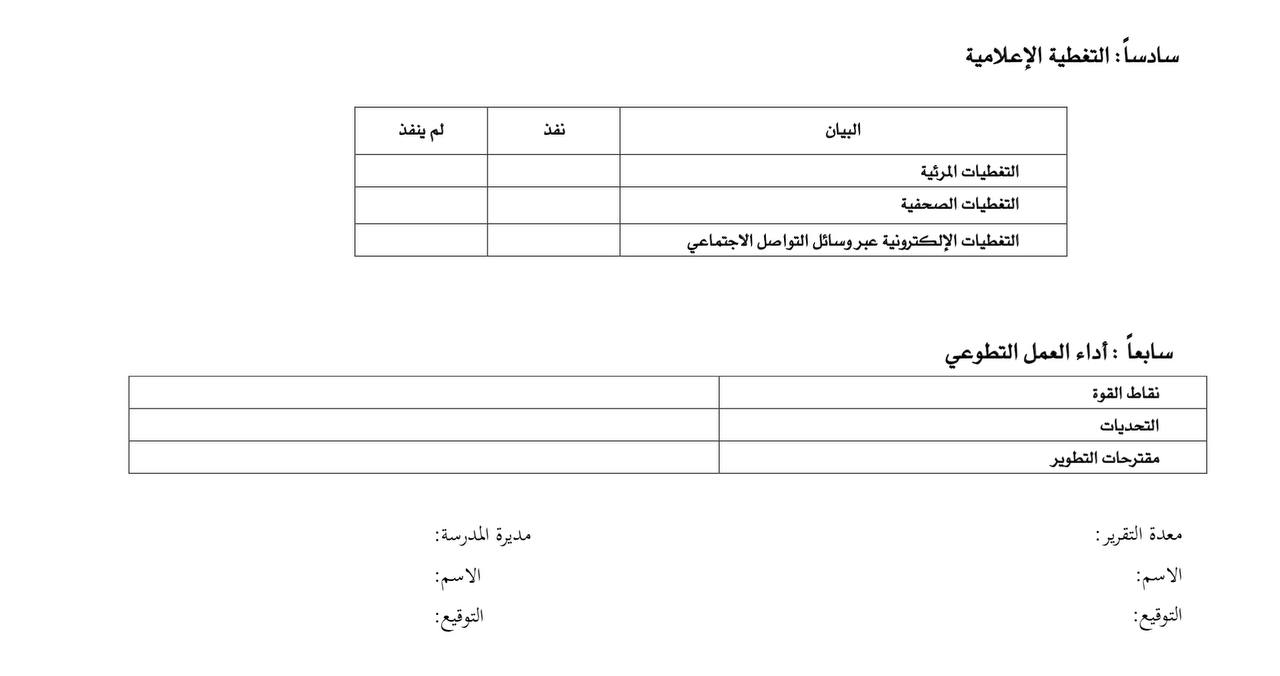 سادساً: التغطية الإعلامية
البيان نفذ لم ينفذ
التغطيات المرئية
التغطيات الصحفية
التغطيات الإلكترونية عبر وسائل التواصل الاجتماعي
سابعاً : أداء العمل التطوعي
نقاط القوة
التحديات
مقترحات التطوير
معدة التقرير: مديرة المدرسة:
الاسم: الاسم:
التوقيع: التوقيع: